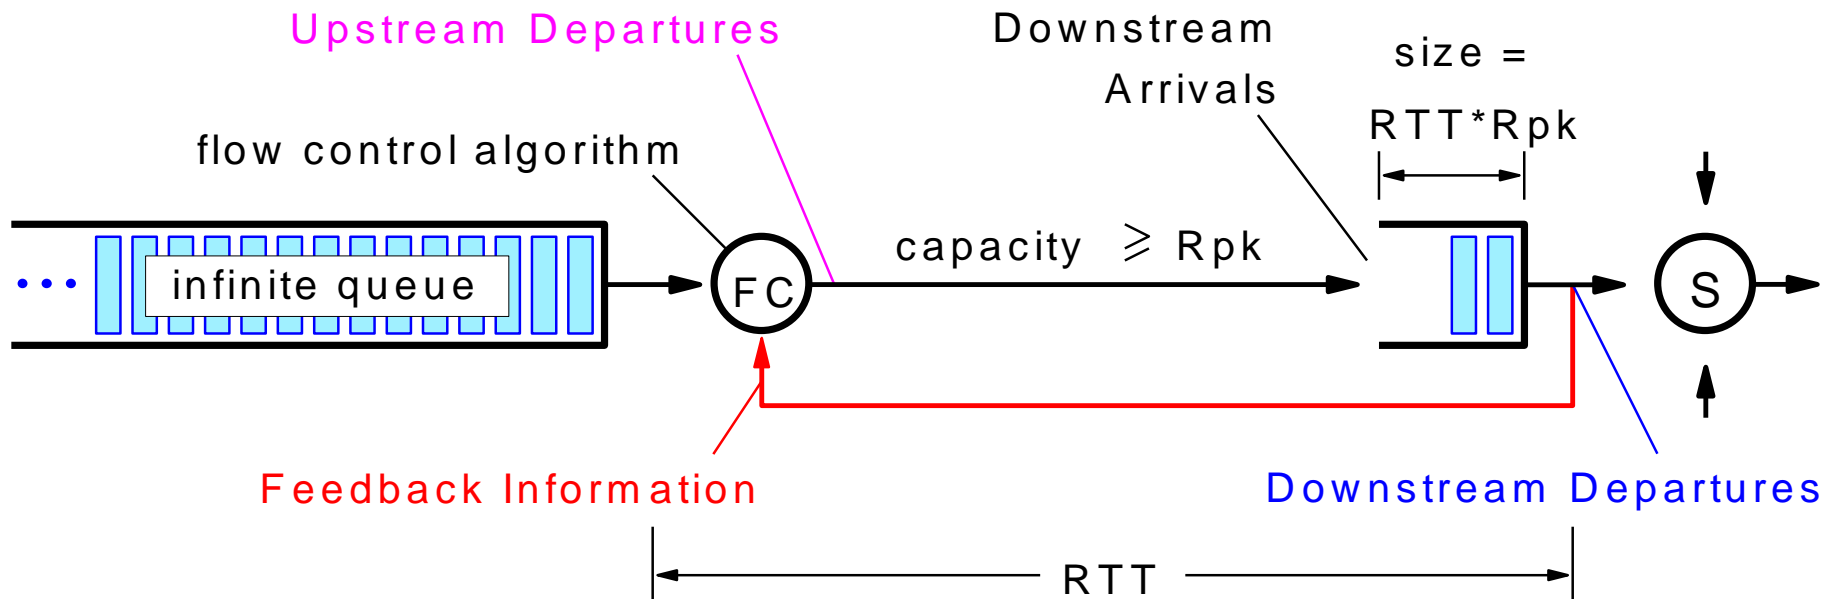 Upstream Departures
Downstream
Arrivals
size =
RTT*Rpk
flow control algorithm
infinite queue
FC
capacity ⩾ Rpk
S
Feedback Information
Downstream Departures
RTT